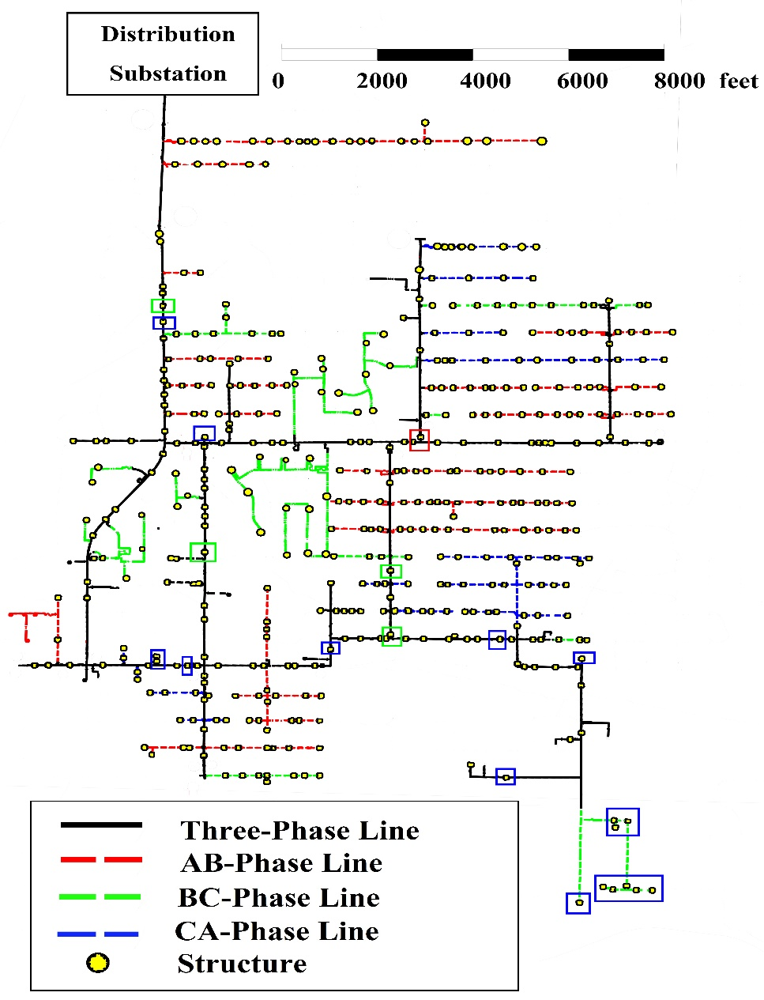 Distribution
Substation
0 2000 4000 6000 8000 feet
Three-Phase Line
AB-Phase Line
BC-Phase Line
CA-Phase Line
Structure